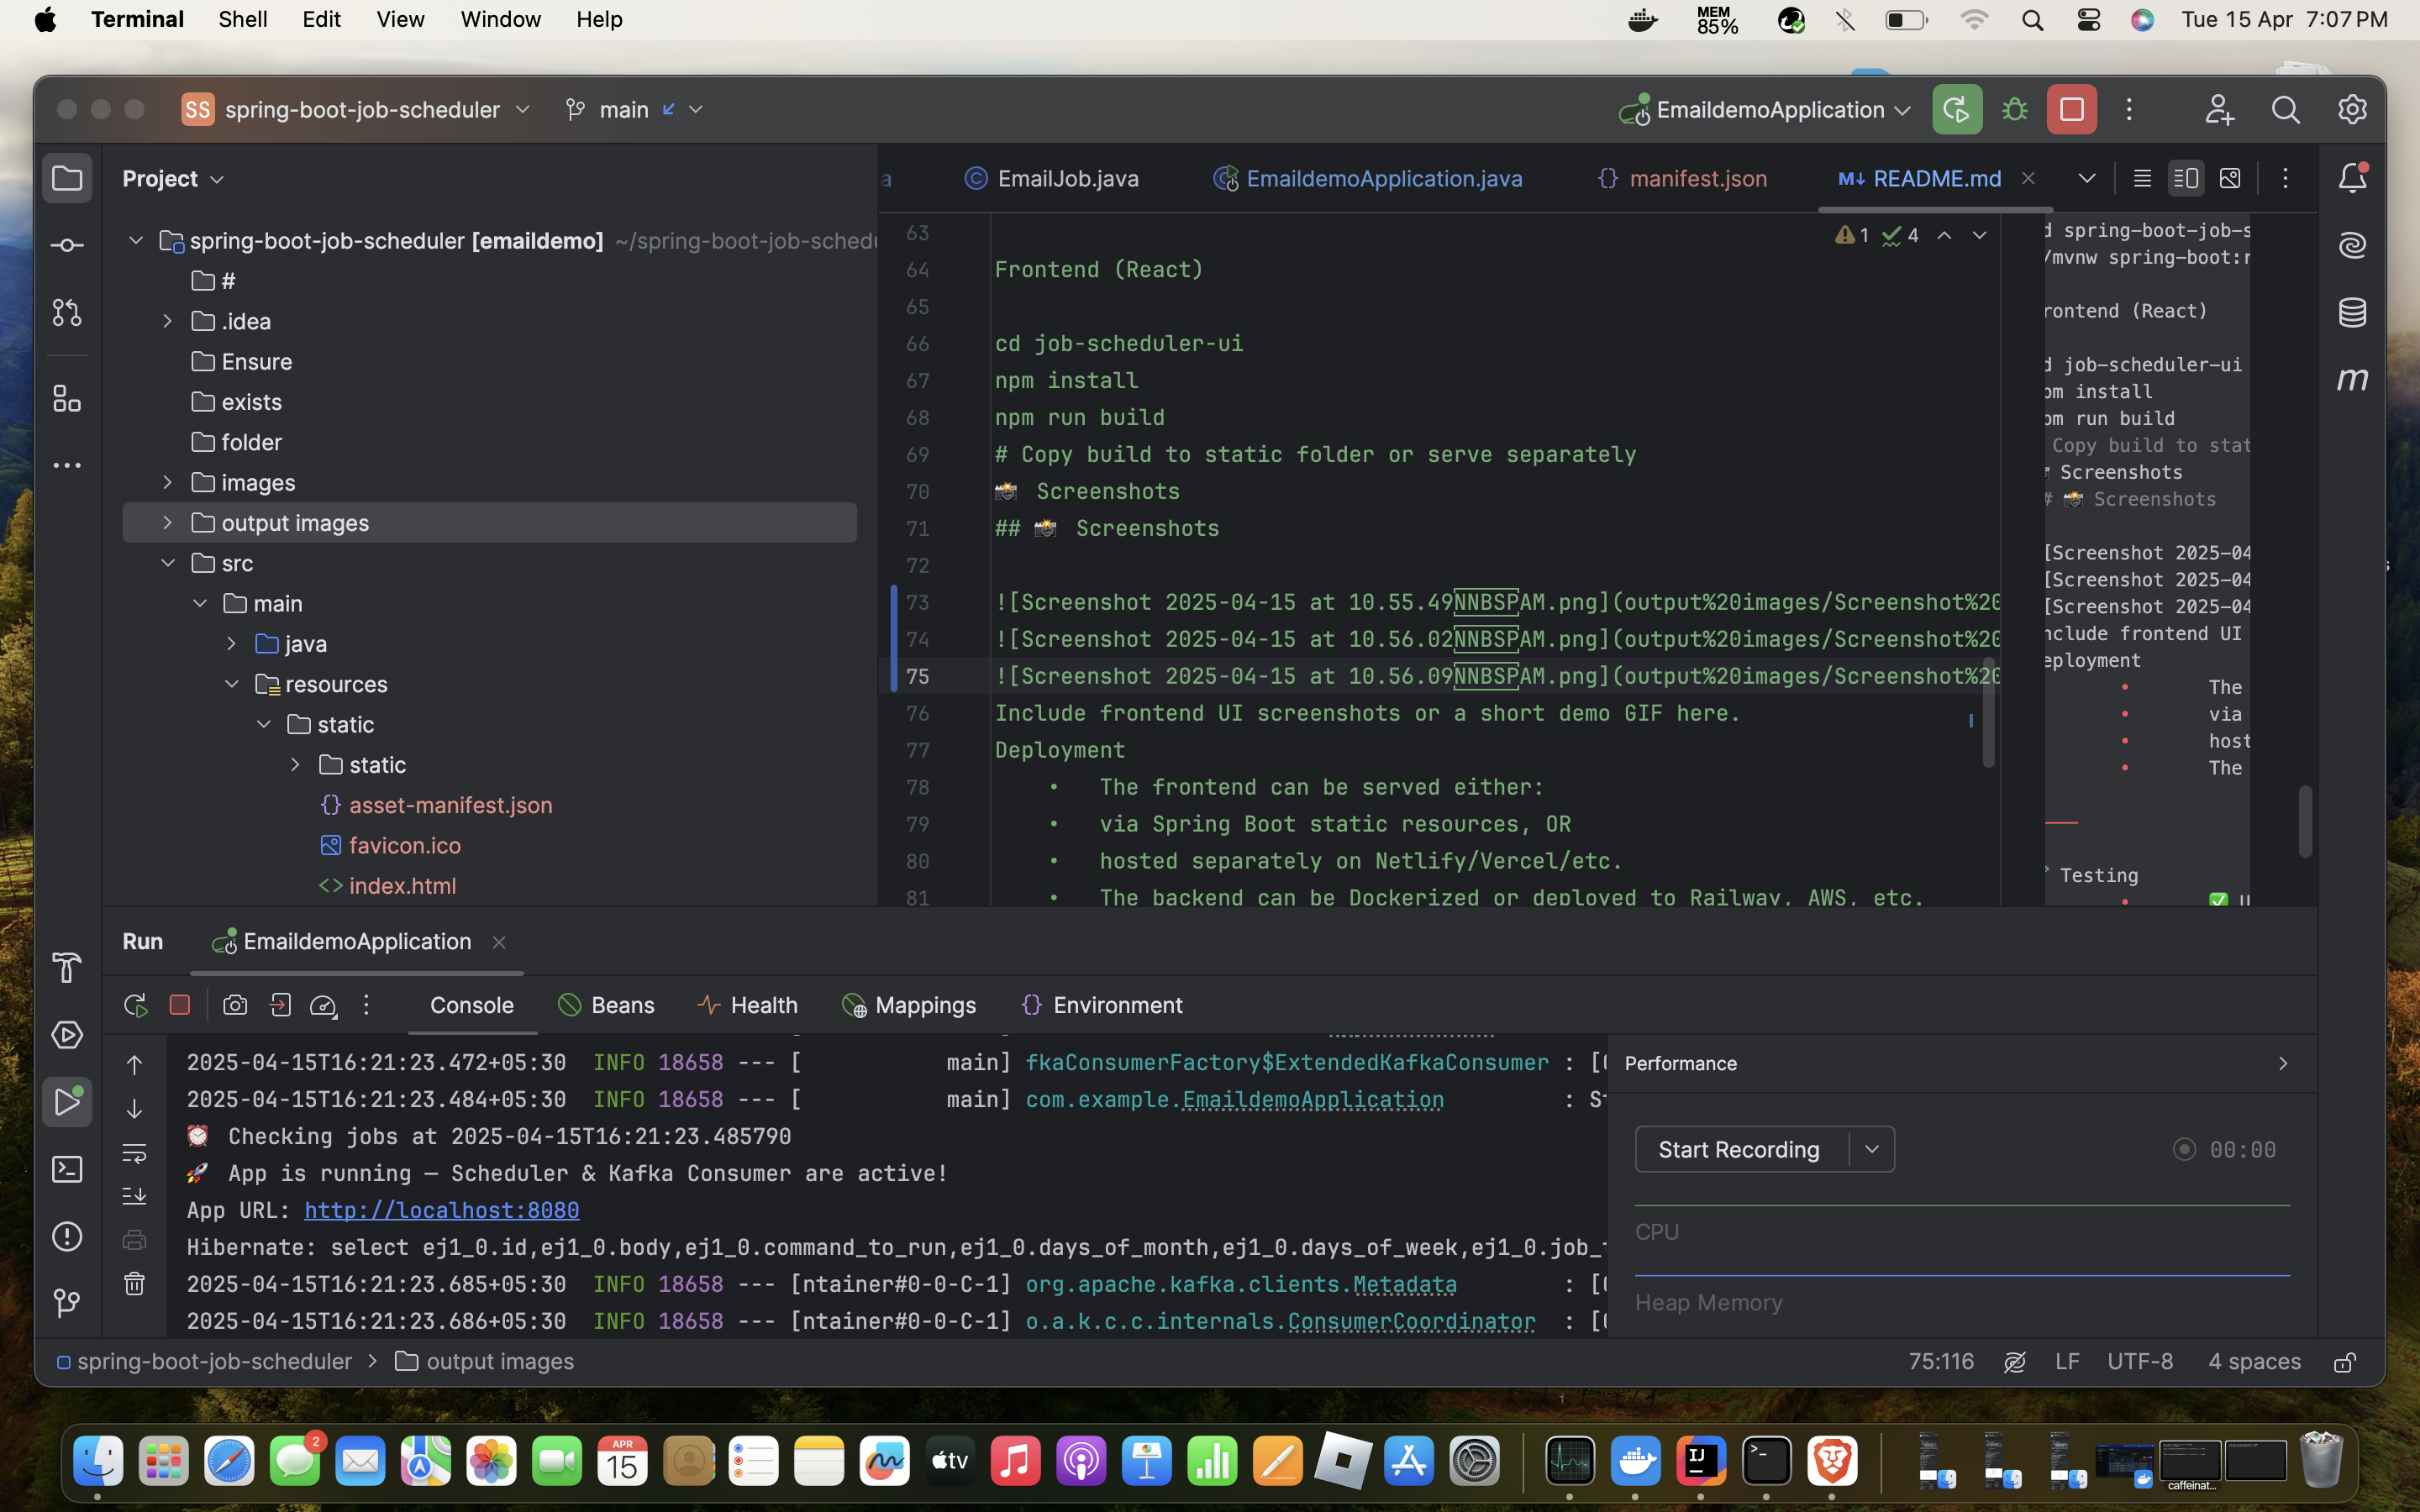 Terminal Shell Edit View Window Help MEM 85% Tue 15 Apr 7:07 PM
SS spring-boot-job-scheduler main EmaildemoApplication
Project
spring-boot-job-scheduler [emaildemo] ~/spring-boot-job-sched
#
.idea
Ensure
exists
folder
images
output images
src
main
java
resources
static
static
asset-manifest.json
favicon.ico
index.html
a EmailJob.java EmaildemoApplication.java manifest.json M↓ README.md
1 4
63
64 Frontend (React)
65
66 cd job-scheduler-ui
67 npm install
68 npm run build
69 # Copy build to static folder or serve separately
70 📸 Screenshots
71 ## 📸 Screenshots
72
73 ![Screenshot 2025-04-15 at 10.55.49NNBSPAM.png](output%20images/Screenshot%20
74 ![Screenshot 2025-04-15 at 10.56.02NNBSPAM.png](output%20images/Screenshot%20
75 ![Screenshot 2025-04-15 at 10.56.09NNBSPAM.png](output%20images/Screenshot%20
76 Include frontend UI screenshots or a short demo GIF here.
77 Deployment
78 • The frontend can be served either:
79 • via Spring Boot static resources, OR
80 • hosted separately on Netlify/Vercel/etc.
81 • The backend can be Dockerized or deployed to Railway, AWS, etc.
d spring-boot-job-s
/mvnw spring-boot:r
rontend (React)
d job-scheduler-ui
pm install
pm run build
Copy build to stat
Screenshots
# 📸 Screenshots
[Screenshot 2025-04
[Screenshot 2025-04
[Screenshot 2025-04
nclude frontend UI
eployment
• The
• via
• host
• The
Testing
• ✅
m
Run EmaildemoApplication
Console Beans Health Mappings Environment
2025-04-15T16:21:23.472+05:30 INFO 18658 --- [ main] fkaConsumerFactory$ExtendedKafkaConsumer : [
2025-04-15T16:21:23.484+05:30 INFO 18658 --- [ main] com.example.EmaildemoApplication : S
⏰ Checking jobs at 2025-04-15T16:21:23.485790
🚀 App is running — Scheduler & Kafka Consumer are active!
App URL: http://localhost:8080
Hibernate: select ej1_0.id,ej1_0.body,ej1_0.command_to_run,ej1_0.days_of_month,ej1_0.days_of_week,ej1_0.job_
2025-04-15T16:21:23.685+05:30 INFO 18658 --- [ntainer#0-0-C-1] org.apache.kafka.clients.Metadata : [
2025-04-15T16:21:23.686+05:30 INFO 18658 --- [ntainer#0-0-C-1] o.a.k.c.c.internals.ConsumerCoordinator : [
Performance
Start Recording 00:00
CPU
Heap Memory
spring-boot-job-scheduler > output images 75:116 LF UTF-8 4 spaces
2 APR 15 tv IJ >_ caffeinat...